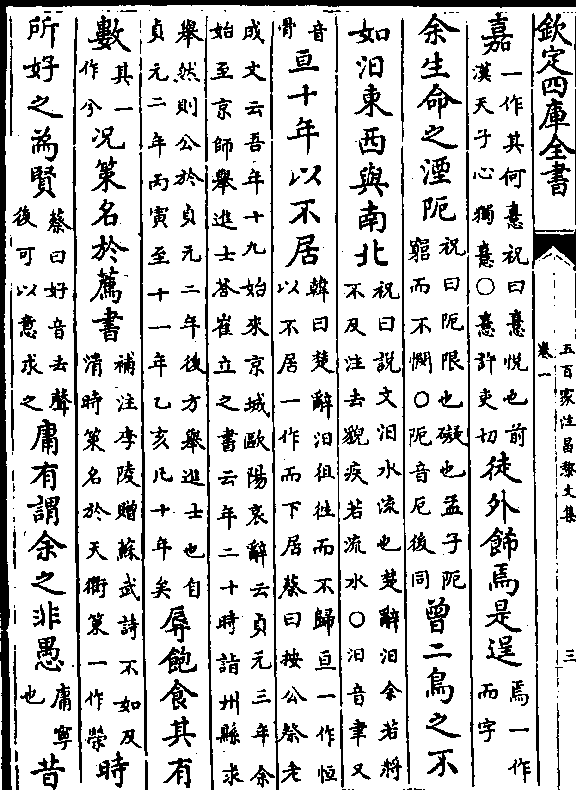 欽定四庫全書
五百家注昌黎文集
卷一
三
嘉一作其何憙祝曰憙悦也前漢天子心獨憙○憙許吏切徒外飾焉是逞焉一作而字
余生命之湮阨祝曰阨限也礙也孟子阨窮而不憫○阨音厄後同曾二鳥之不
如汨東西與南北祝曰說文汨水流也楚辭汨余若將不及注去貌疾若流水○汨音聿又
音骨亘十年以不居韓曰楚辭汨徂往而不歸亘一作恒以不居一作而下居蔡曰按公祭老
成文云吾年十九始來京城歐陽哀辭云貞元三年余始至京師舉進士答崔立之書云年二十時詣州縣求
舉然則公於貞元二年後方舉進士也自貞元二年丙寅至十一年乙亥凡十年矣辱飽食其有
數其一作兮况策名於薦書補注李陵贈蘇武詩不如及清時策名於天衢策一作榮時
所好之為賢蔡曰好音去聲後可以意求之庸有謂余之非愚庸寧也昔